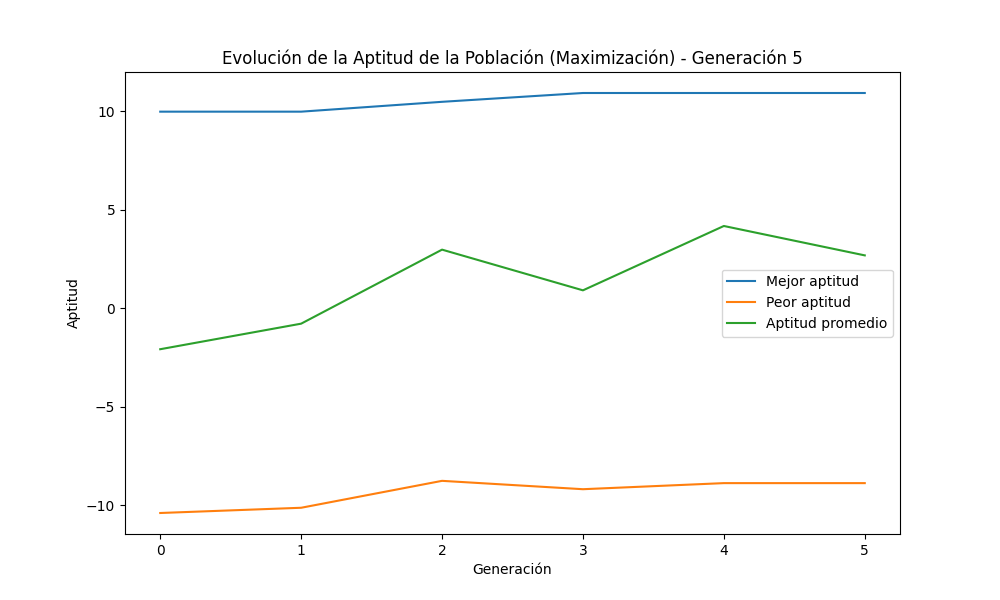 Evolución de la Aptitud de la Población (Maximización) - Generación 5
Aptitud
10
5
0
−5
−10
Mejor aptitud
Peor aptitud
Aptitud promedio
0 1 2 3 4 5
Generación